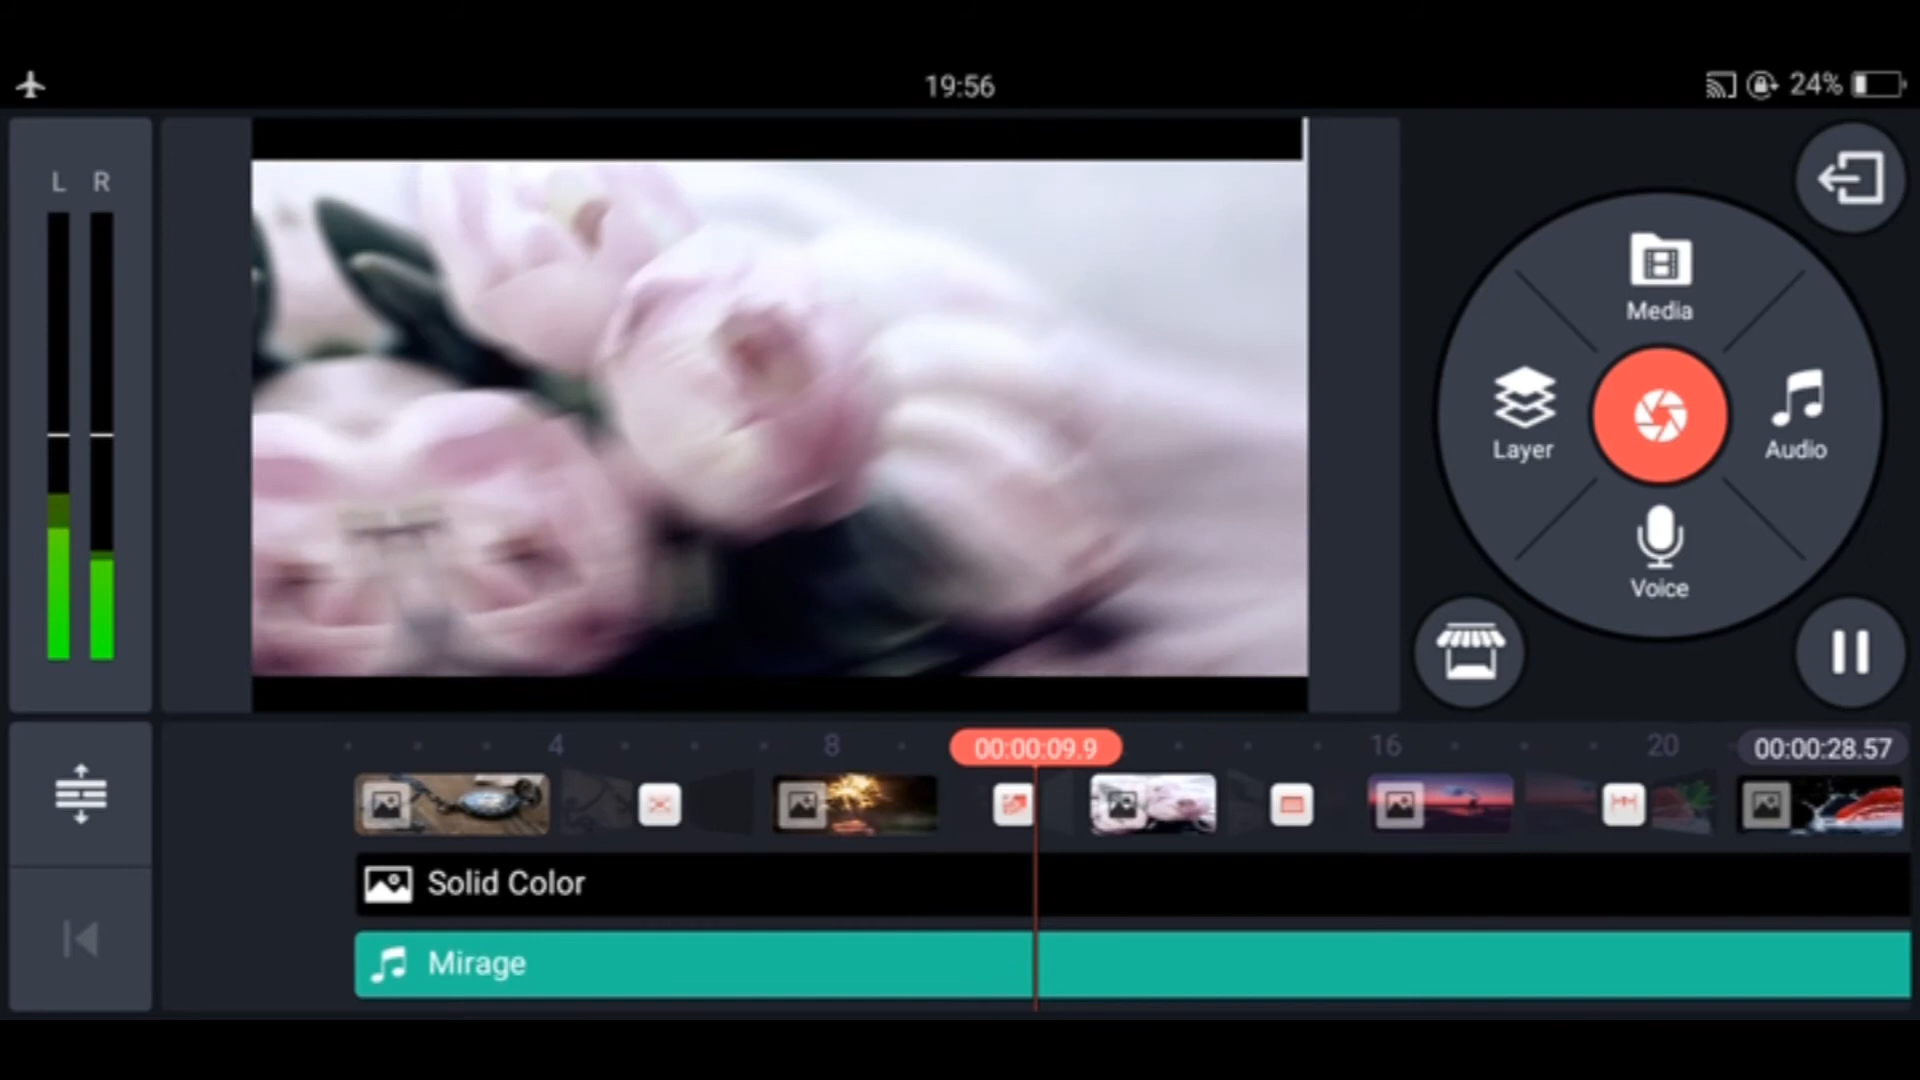 19:56
24%
L R
Media
Layer
Audio
Voice
4 8 00:00:09.9 16 20 00:00:28.57
Solid Color
Mirage